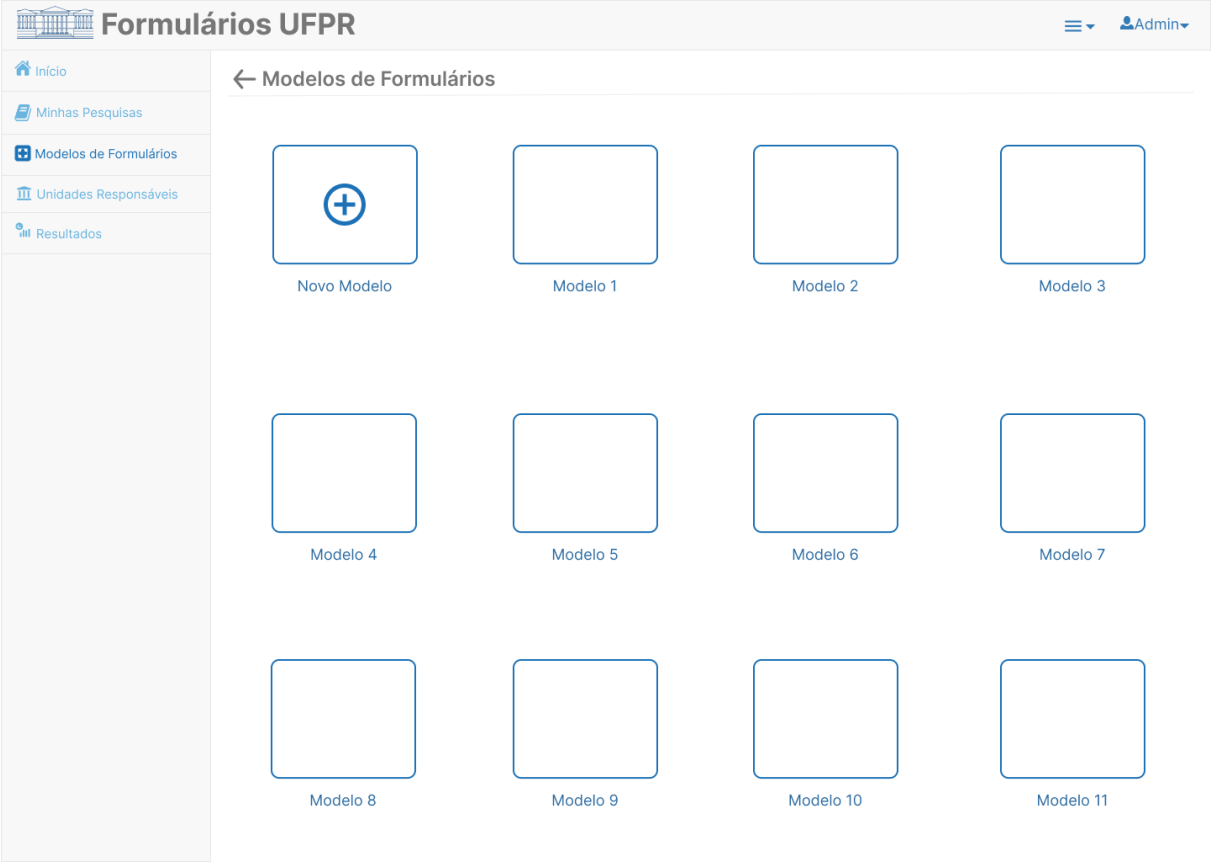 Formulários UFPR
Admin
Início
Minhas Pesquisas
Modelos de Formulários
Unidades Responsáveis
Resultados
Modelos de Formulários
Novo Modelo
Modelo 1
Modelo 2
Modelo 3
Modelo 4
Modelo 5
Modelo 6
Modelo 7
Modelo 8
Modelo 9
Modelo 10
Modelo 11